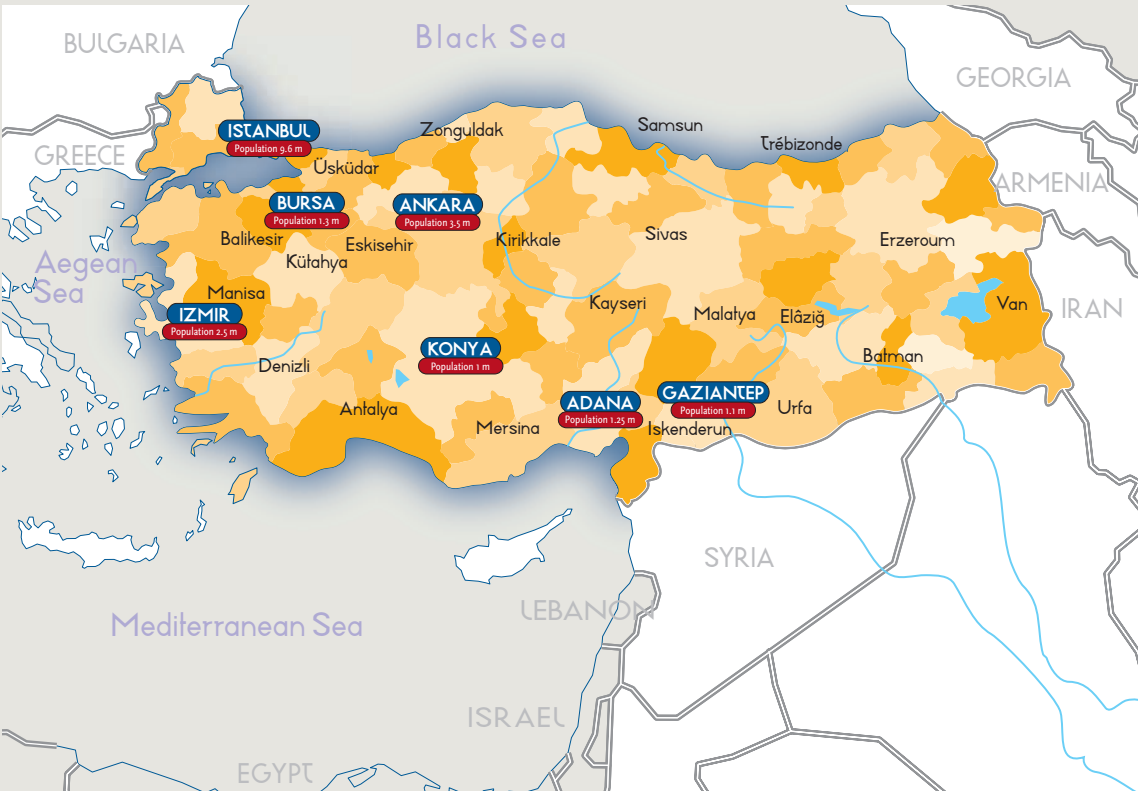 BULGARIA
Black Sea
GEORGIA
ISTANBUL
Population 9.6 m
Zonguldak
Samsun
Trébizonde
GREECE
Üsküdar
ARMENIA
BURSA
Population 1.3 m
ANKARA
Population 3.5 m
Balikesir
Eskisehir
Kirikkale
Sivas
Erzeroum
Kütahya
Aegean
Sea
Manisa
Kayseri
Van
IRAN
IZMIR
Population 2.5 m
Malatya
Elâziğ
KONYA
Population 1 m
Batman
Denizli
ADANA
Population 1.25 m
GAZIANTEP
Population 1.1 m
Antalya
Urfa
Mersina
Iskenderun
SYRIA
LEBANON
Mediterranean Sea
ISRAEL
EGYPT